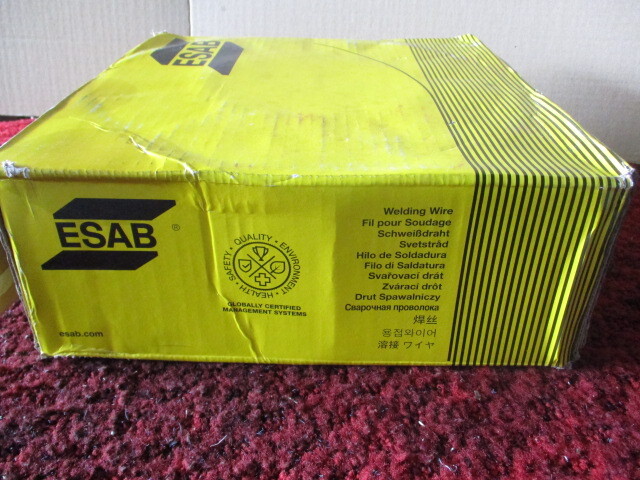 ESAB
ESAB®
QUALITY • ENVIRONMENT • HEALTH • SAFETY •
GLOBALLY CERTIFIED
MANAGEMENT SYSTEMS
esab.com
Welding Wire
Fil pour Soudage
Schweißdraht
Svetstråd
Hilo de Soldadura
Filo di Saldatura
Svařovací drát
Zvárací drôt
Drut Spawalniczy
Сварочная проволока
焊丝
용접와이어
溶接 ワイヤ